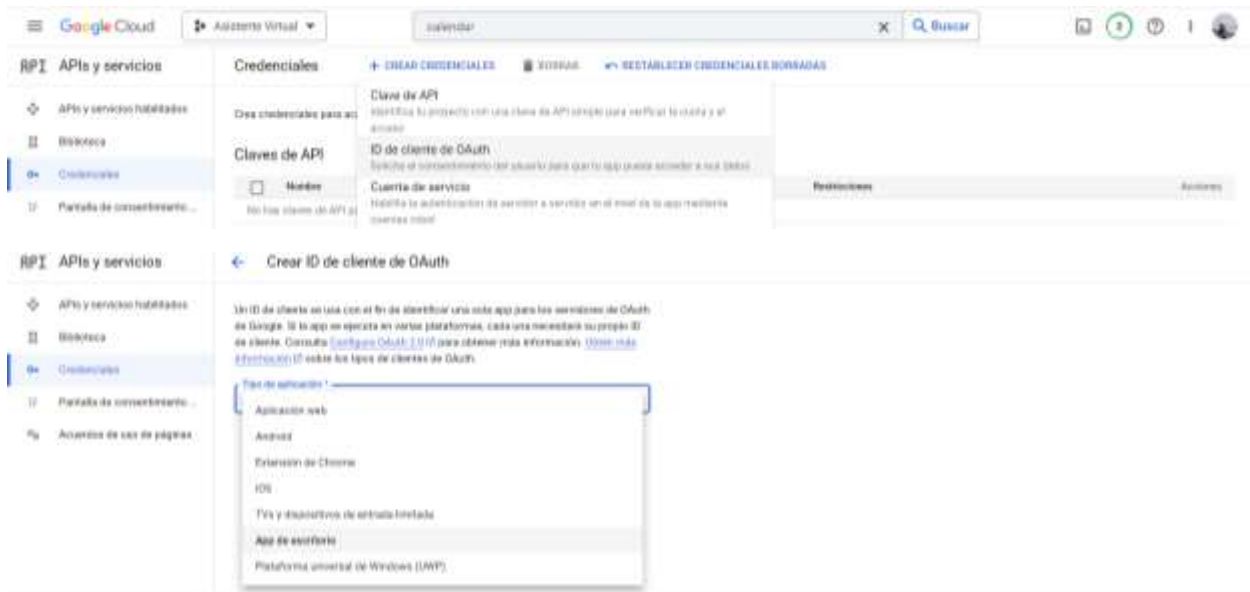 Google Cloud
Asistente Virtual
calendar
Buscar
API APIs y servicios
Credenciales
+ CREAR CREDENCIALES
BORRAR
RESTABLECER CREDENCIALES BORRADAS
APIs y servicios habilitados
Biblioteca
Credenciales
Pantalla de consentimiento ...
Crea credenciales para ac
Clave de API
Identifica tu proyecto con una clave de API simple para verificar la cuota y el
acceso
ID de cliente de OAuth
Solicita el consentimiento del usuario para que tu app pueda acceder a sus datos
Cuenta de servicio
Habilita la autenticación de servidor a servidor en el nivel de la app mediante
cuentas robot
Claves de API
Nombre
Restricciones
Acciones
No hay claves de API p
API APIs y servicios
Crear ID de cliente de OAuth
APIs y servicios habilitados
Biblioteca
Credenciales
Pantalla de consentimiento ...
Acuerdos de uso de páginas
Un ID de cliente se usa con el fin de identificar una sola app para los servidores de OAuth
de Google. Si la app se ejecuta en varias plataformas, cada una necesitará su propio ID
de cliente. Consulta Configura OAuth 2.0 para obtener más información. Obtén más
información sobre los tipos de clientes de OAuth.
Tipo de aplicación *
Aplicación web
Android
Extensión de Chrome
iOS
TVs y dispositivos de entrada limitada
App de escritorio
Plataforma universal de Windows (UWP)